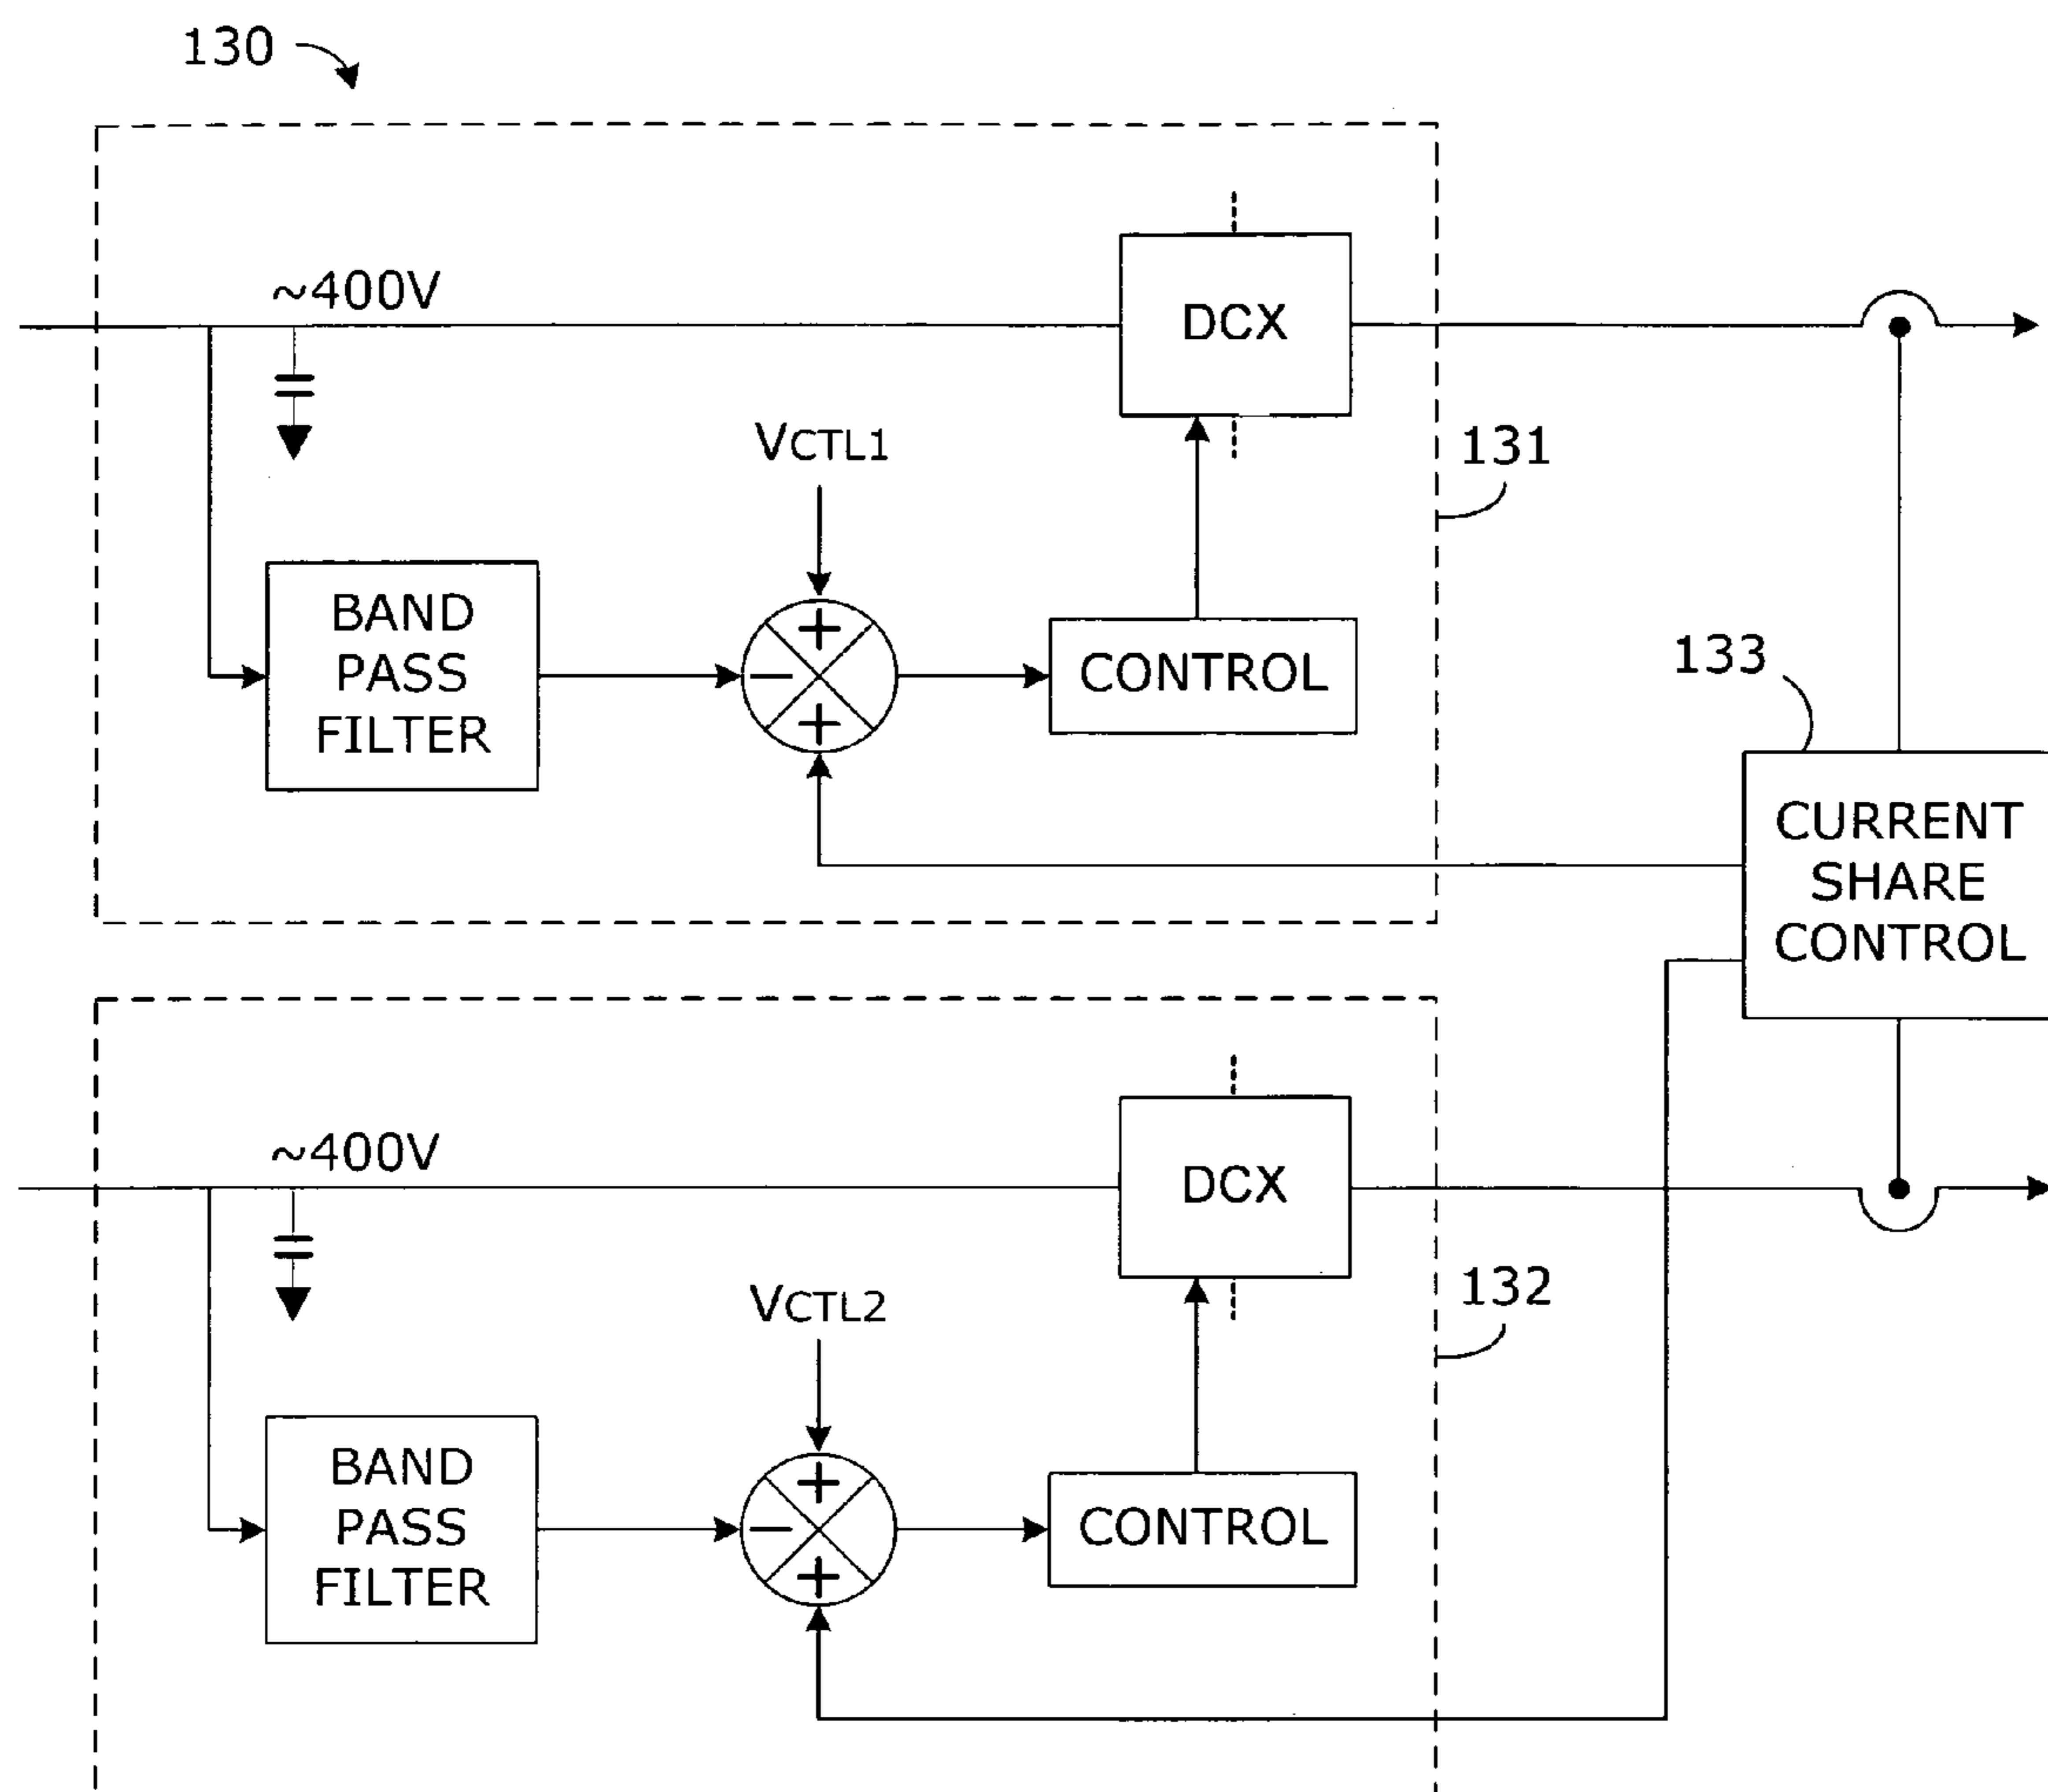 130
~400V
DCX
VCTL1
131
BAND
PASS
FILTER
+
−
+
CONTROL
133
CURRENT
SHARE
CONTROL
~400V
DCX
VCTL2
132
BAND
PASS
FILTER
+
−
+
CONTROL